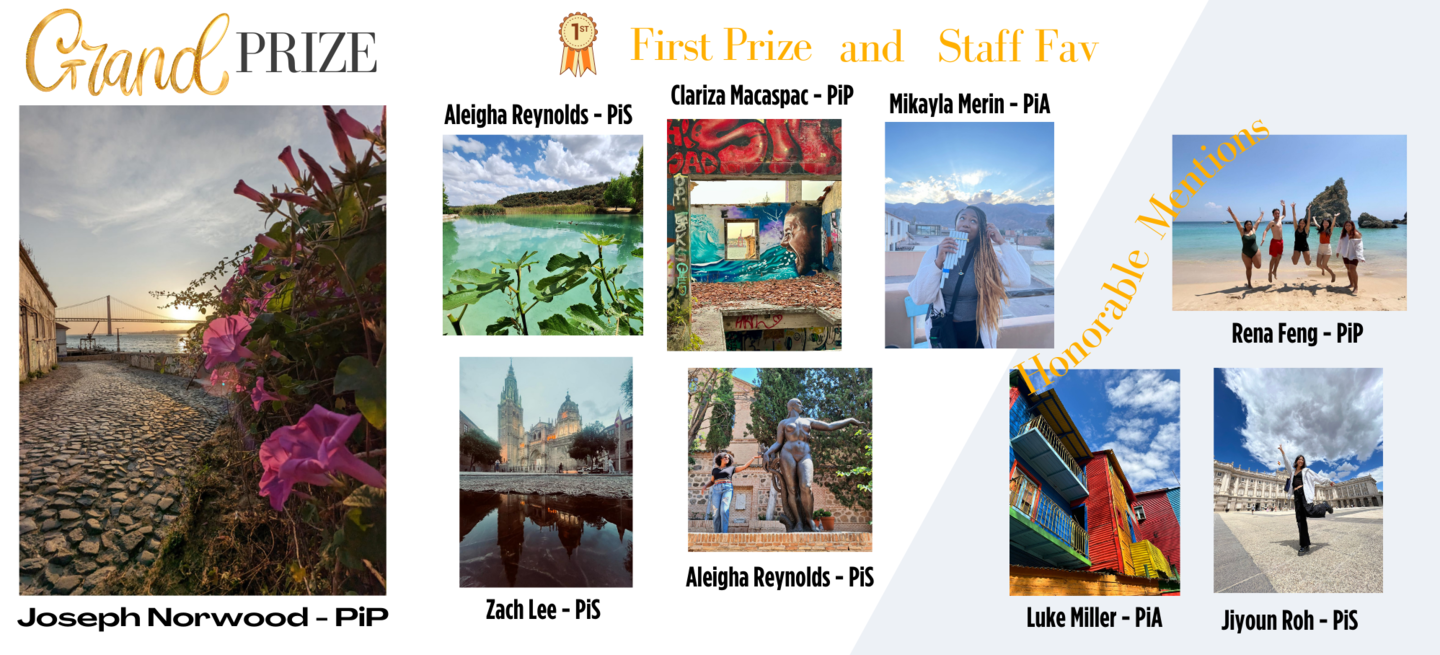 Grand PRIZE
Joseph Norwood - PiP
1ST
First Prize and Staff Fav
Aleigha Reynolds - PiS
Clariza Macaspac - PiP
Mikayla Merin - PiA
Zach Lee - PiS
Aleigha Reynolds - PiS
Honorable Mentions
Rena Feng - PiP
Luke Miller - PiA
Jiyoun Roh - PiS